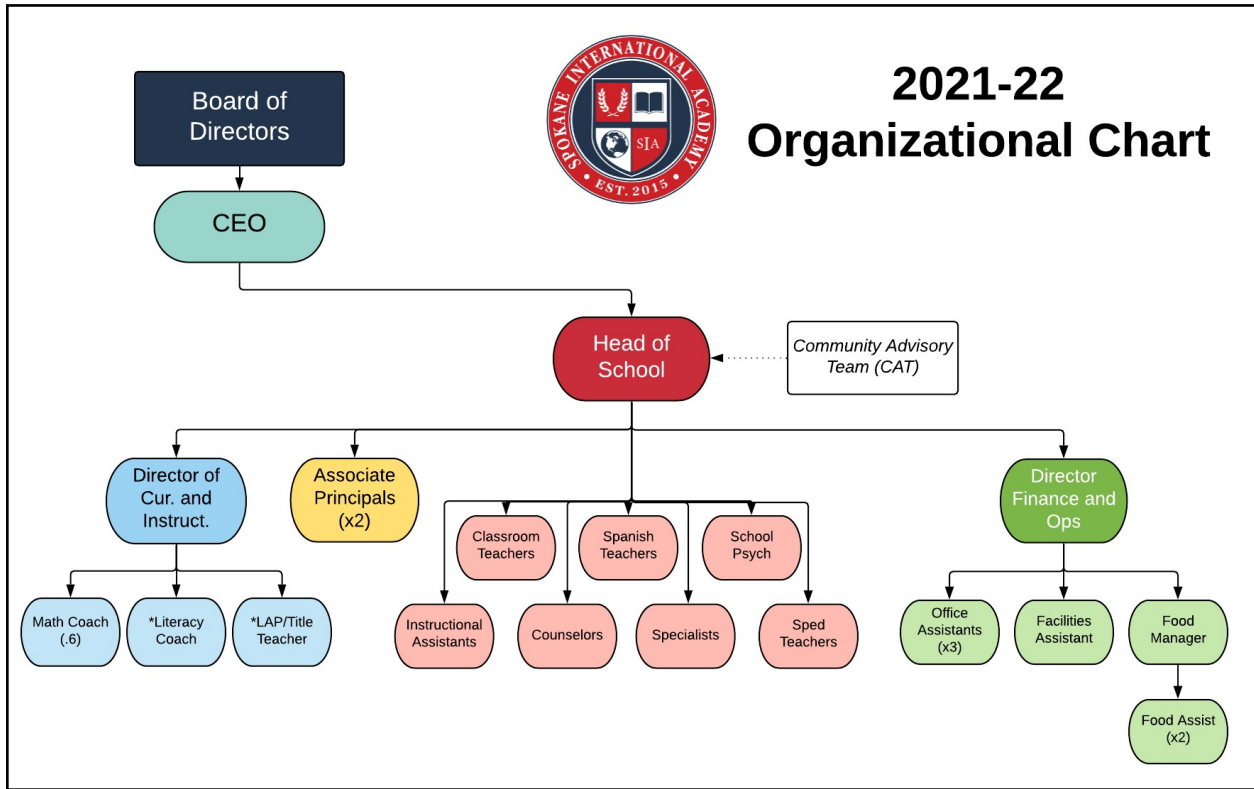 2021-22
Organizational Chart
SPOKANE INTERNATIONAL ACADEMY
SIA
• EST. 2015 •
Board of
Directors
CEO
Head of
School
Community Advisory
Team (CAT)
Director of
Cur. and
Instruct.
Associate
Principals
(x2)
Director
Finance and
Ops
Classroom
Teachers
Spanish
Teachers
School
Psych
Math Coach
(.6)
*Literacy
Coach
*LAP/Title
Teacher
Instructional
Assistants
Counselors
Specialists
Sped
Teachers
Office
Assistants
(x3)
Facilities
Assistant
Food
Manager
Food Assist
(x2)